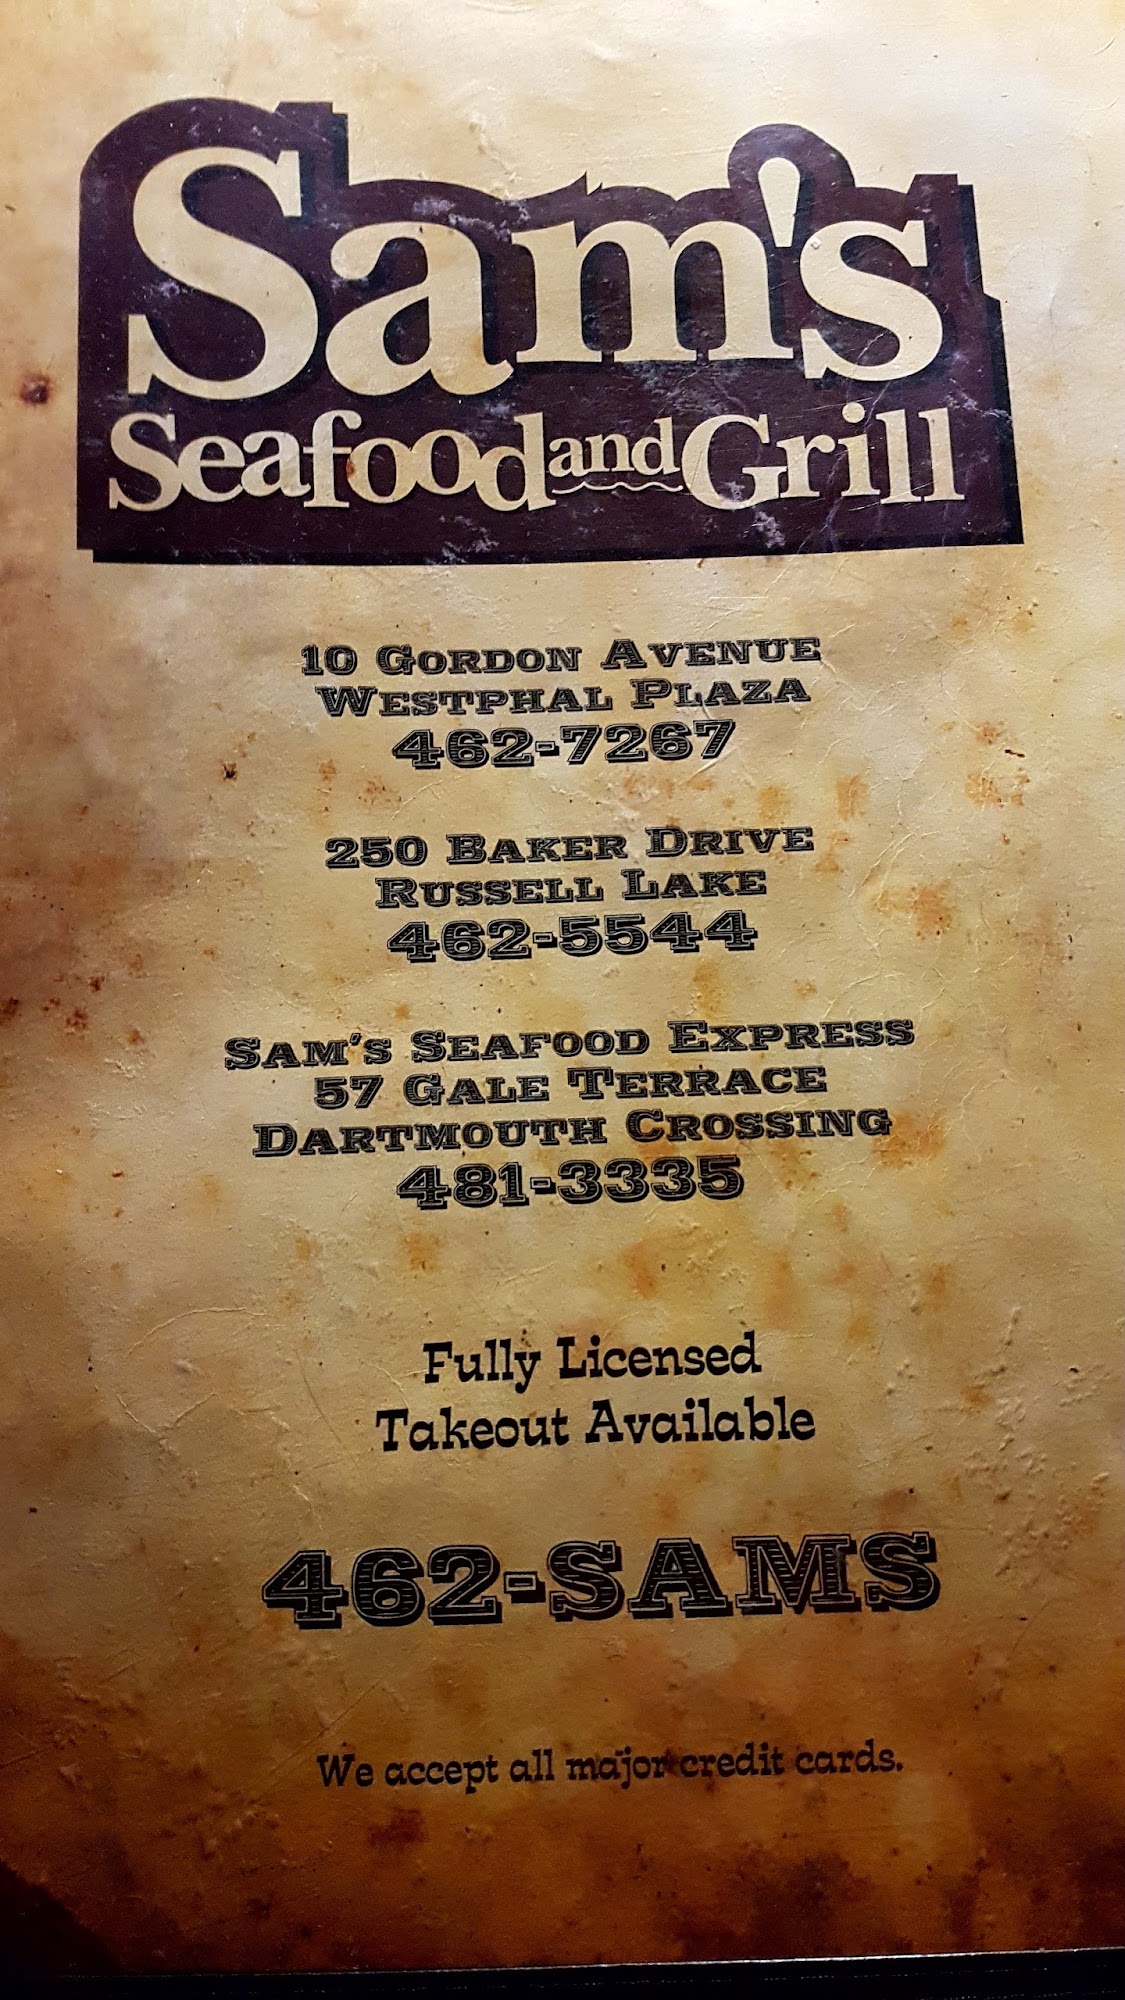 Sam's
Seafood and Grill
10 Gordon Avenue
Westphal Plaza
462-7267
250 Baker Drive
Russell Lake
462-5544
Sam's Seafood Express
57 Gale Terrace
Dartmouth Crossing
481-3335
Fully Licensed
Takeout Available
462-SAMS
We accept all major credit cards.